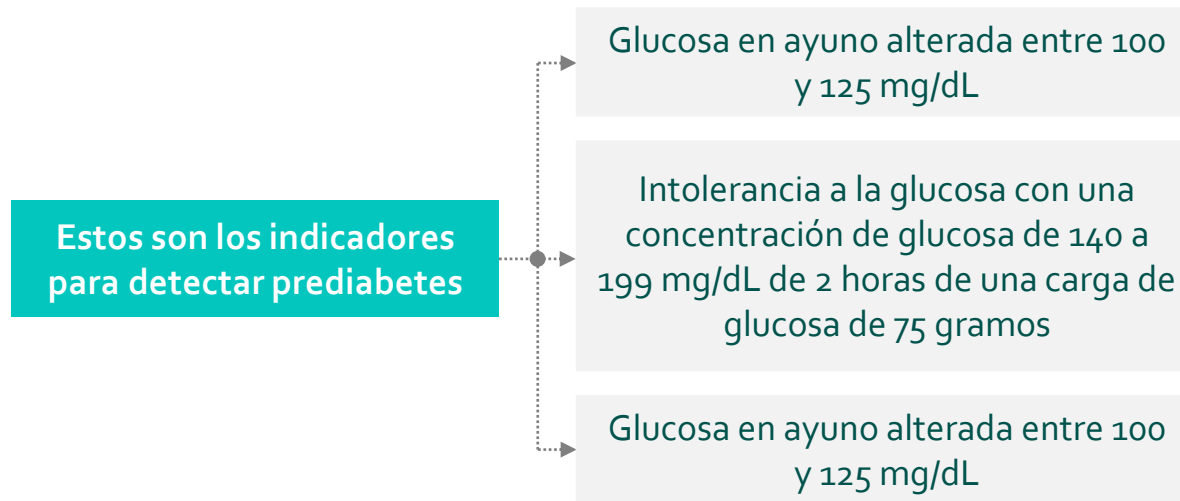 Glucosa en ayuno alterada entre 100
y 125 mg/dL
Estos son los indicadores
para detectar prediabetes
Intolerancia a la glucosa con una
concentración de glucosa de 140 a
199 mg/dL de 2 horas de una carga de
glucosa de 75 gramos
Glucosa en ayuno alterada entre 100
y 125 mg/dL